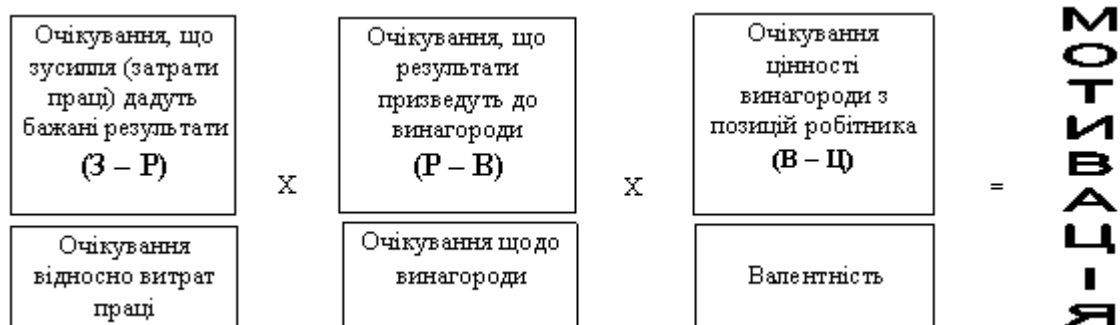 Очікування, що
зусилля (затрати
праці) дадуть
бажані результати
(З – Р)
X
Очікування, що
результати
призведуть до
винагороди
(Р – В)
X
Очікування
цінності
винагороди з
позицій робітника
(В – Ц)
=
МОТИВАЦІЯ
Очікування
відносно витрат
праці
Очікування щодо
винагороди
Валентність